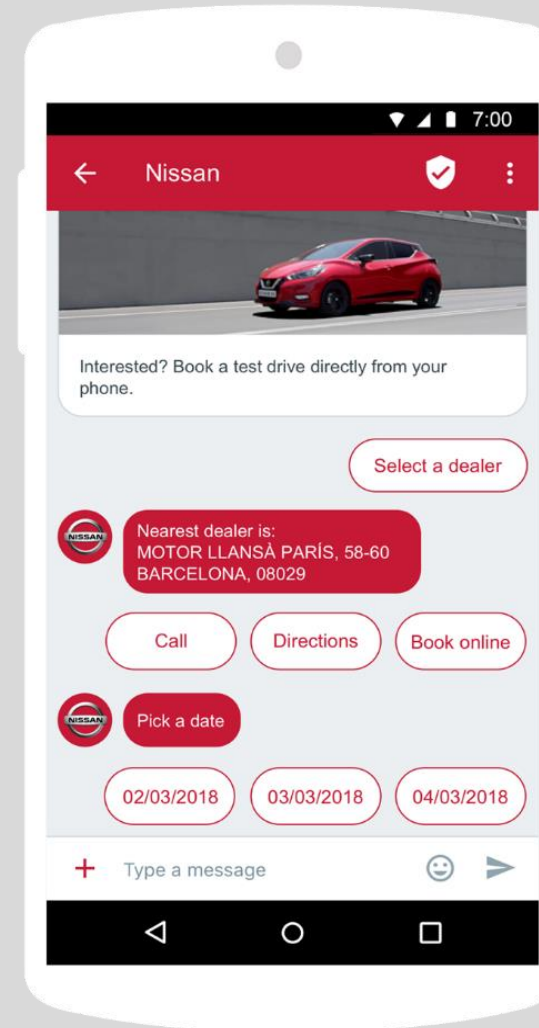 7:00
Nissan
Interested? Book a test drive directly from your
phone.
Select a dealer
NISSAN
Nearest dealer is:
MOTOR LLANSÀ PARÍS, 58-60
BARCELONA, 08029
Call
Directions
Book online
NISSAN
Pick a date
02/03/2018
03/03/2018
04/03/2018
Type a message